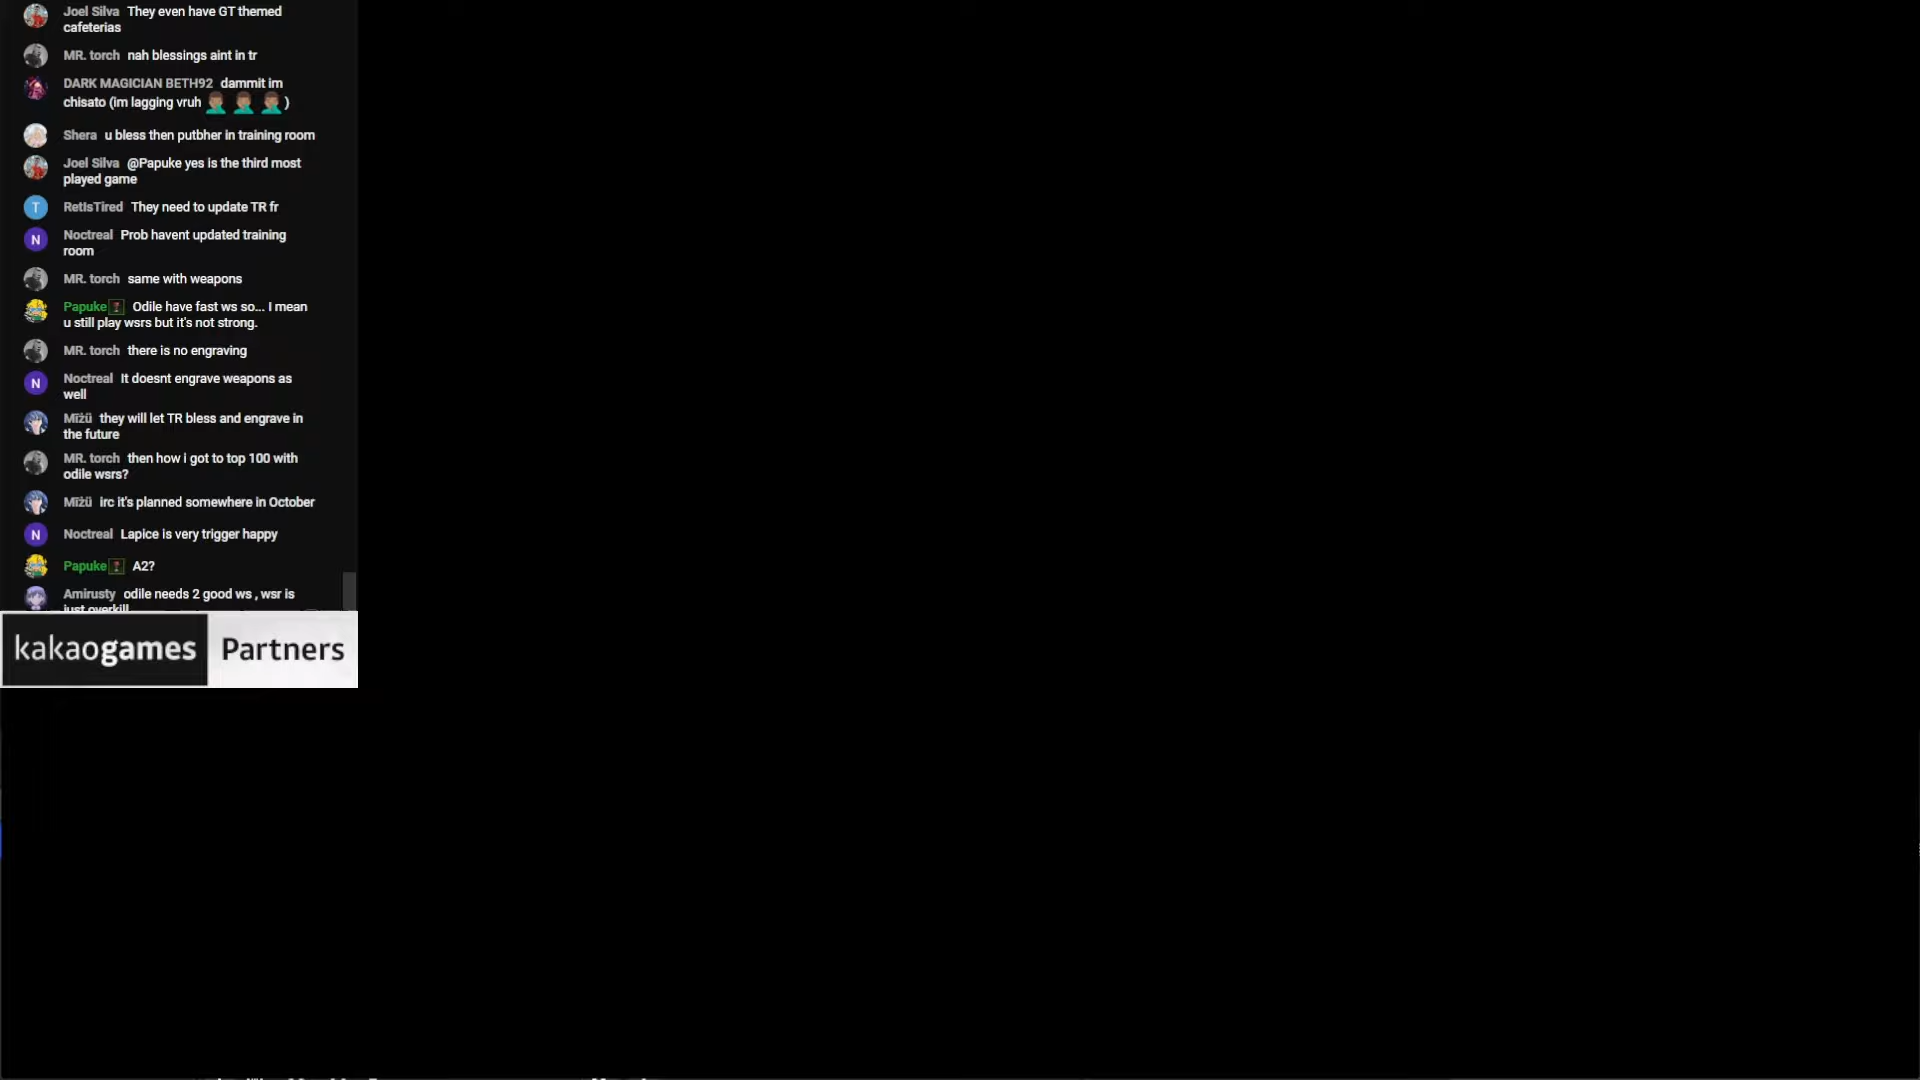 Joel Silva They even have GT themed
cafeterias
MR. torch nah blessings aint in tr
DARK MAGICIAN BETH92 dammit im
chisato (im lagging vruh 🤦🏽‍♂️ 🤦🏽‍♂️ 🤦🏽‍♂️ )
Shera u bless then putbher in training room
Joel Silva @Papuke yes is the third most
played game
T RetIsTired They need to update TR fr
N Noctreal Prob havent updated training
room
MR. torch same with weapons
Papuke Odile have fast ws so... I mean
u still play wsrs but it's not strong.
MR. torch there is no engraving
N Noctreal It doesnt engrave weapons as
well
Mïzü they will let TR bless and engrave in
the future
MR. torch then how i got to top 100 with
odile wsrs?
Mïzü irc it's planned somewhere in October
N Noctreal Lapice is very trigger happy
Papuke A2?
Amirusty odile needs 2 good ws , wsr is
just overkill
kakaogames Partners